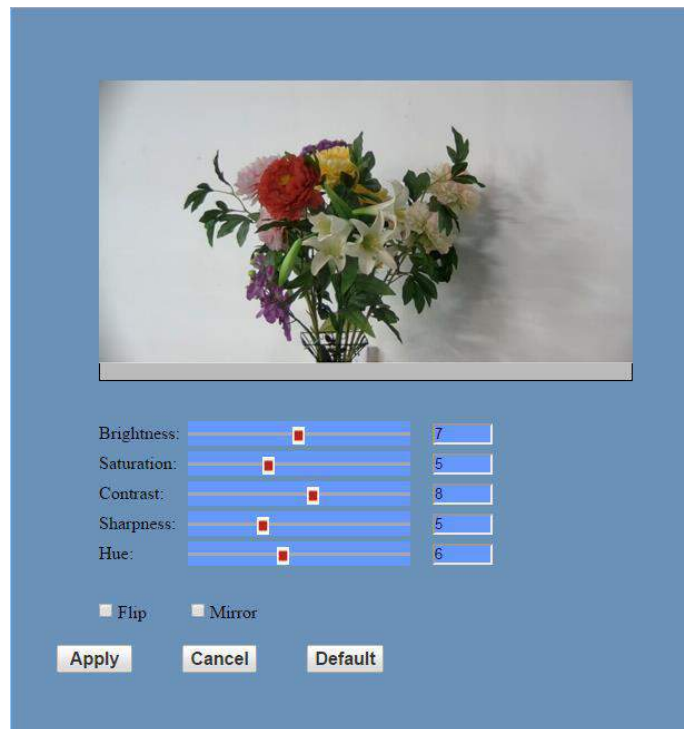 Brightness: 7
Saturation: 5
Contrast: 8
Sharpness: 5
Hue: 6
Flip Mirror
Apply Cancel Default